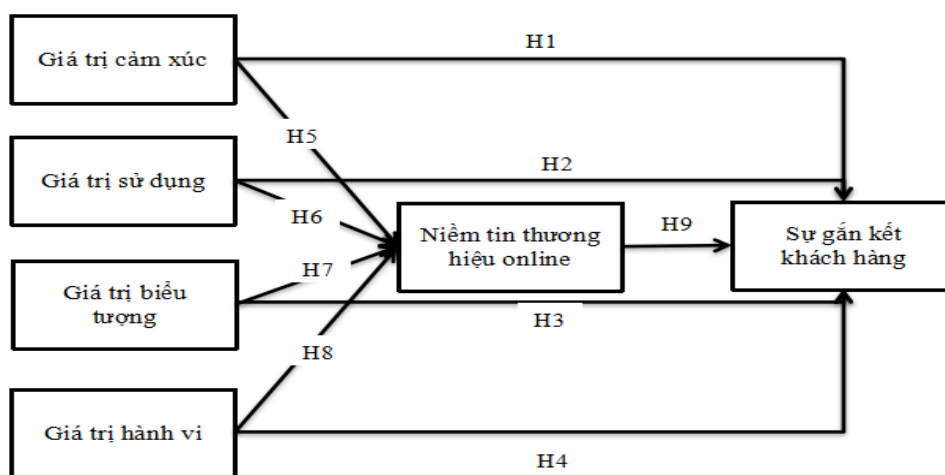 H1
Giá trị cảm xúc
H5
H2
Giá trị sử dụng
H6
Niềm tin thương
hiệu online
H9
Sự gắn kết
khách hàng
H7
Giá trị biểu
tượng
H3
H8
Giá trị hành vi
H4